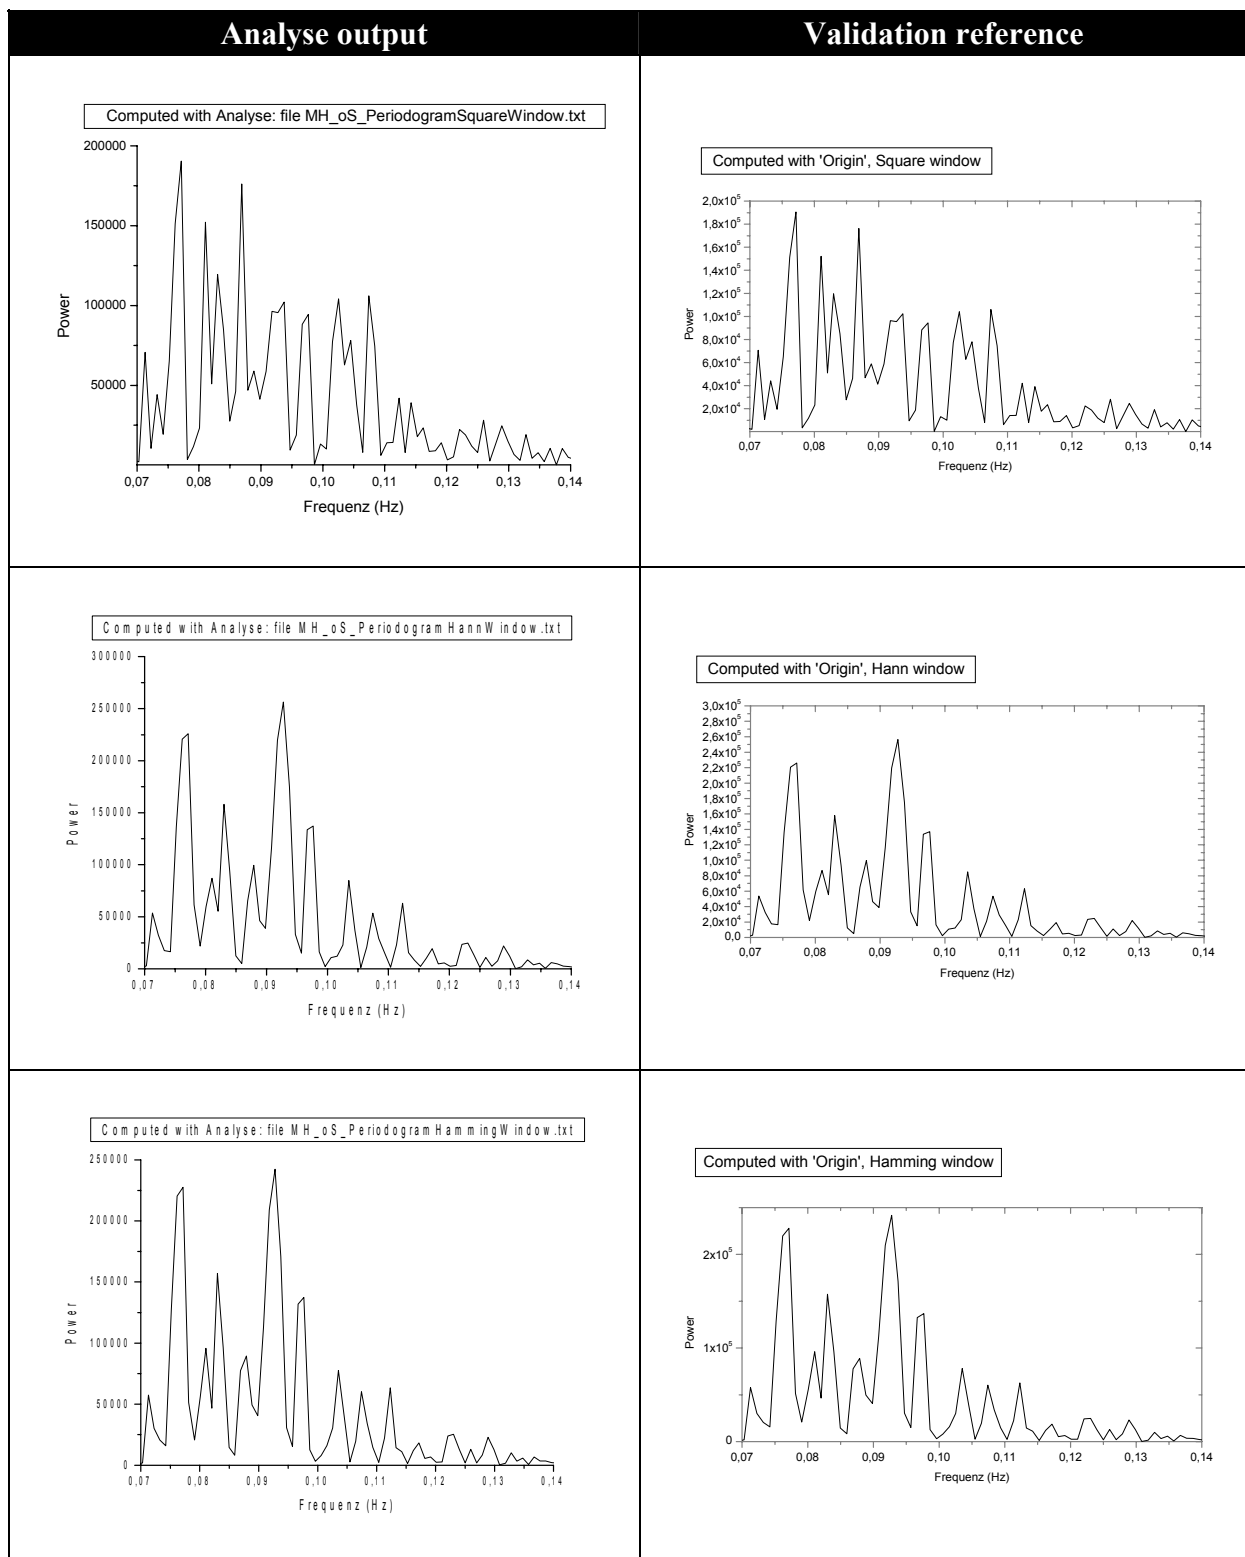 Analyse output
Validation reference
Computed with Analyse: file MH_oS_PeriodogramSquareWindow.txt
200000
150000
100000
50000
Power
0,07 0,08 0,09 0,10 0,11 0,12 0,13 0,14
Frequenz (Hz)
Computed with 'Origin', Square window
2,0x10⁵
1,8x10⁵
1,6x10⁵
1,4x10⁵
1,2x10⁵
1,0x10⁵
8,0x10⁴
6,0x10⁴
4,0x10⁴
2,0x10⁴
Power
0,07 0,08 0,09 0,10 0,11 0,12 0,13 0,14
Frequenz (Hz)
Computed with Analyse: file MH_oS_PeriodogramHannWindow.txt
300000
250000
200000
150000
100000
50000
0
Power
0,07 0,08 0,09 0,10 0,11 0,12 0,13 0,14
Frequenz (Hz)
Computed with 'Origin', Hann window
3,0x10⁵
2,8x10⁵
2,6x10⁵
2,4x10⁵
2,2x10⁵
2,0x10⁵
1,8x10⁵
1,6x10⁵
1,4x10⁵
1,2x10⁵
1,0x10⁵
8,0x10⁴
6,0x10⁴
4,0x10⁴
2,0x10⁴
0,0
Power
0,07 0,08 0,09 0,10 0,11 0,12 0,13 0,14
Frequenz (Hz)
Computed with Analyse: file MH_oS_PeriodogramHammingWindow.txt
250000
200000
150000
100000
50000
0
Power
0,07 0,08 0,09 0,10 0,11 0,12 0,13 0,14
Frequenz (Hz)
Computed with 'Origin', Hamming window
2x10⁵
1x10⁵
0
Power
0,07 0,08 0,09 0,10 0,11 0,12 0,13 0,14
Frequenz (Hz)